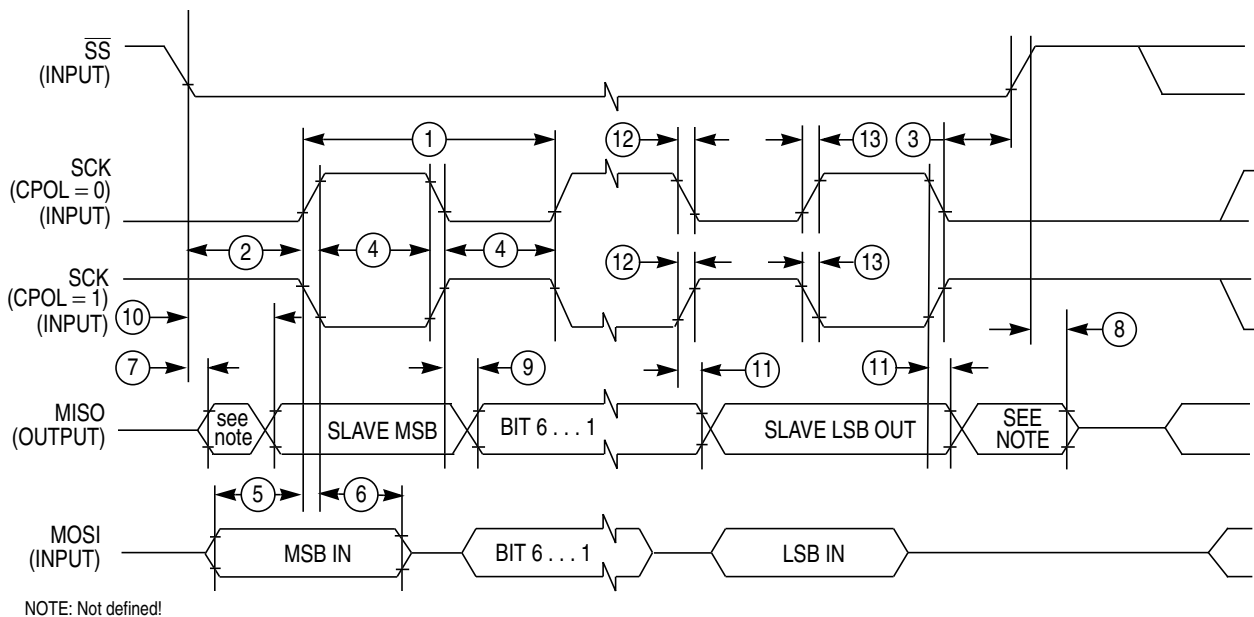 SS
(INPUT)
1
12
13
3
SCK
(CPOL = 0)
(INPUT)
2
4
4
12
13
SCK
(CPOL = 1)
(INPUT)
10
8
7
9
11
11
MISO
(OUTPUT)
see
note
SLAVE MSB
BIT 6 . . . 1
SLAVE LSB OUT
SEE
NOTE
5
6
MOSI
(INPUT)
MSB IN
BIT 6 . . . 1
LSB IN
NOTE: Not defined!